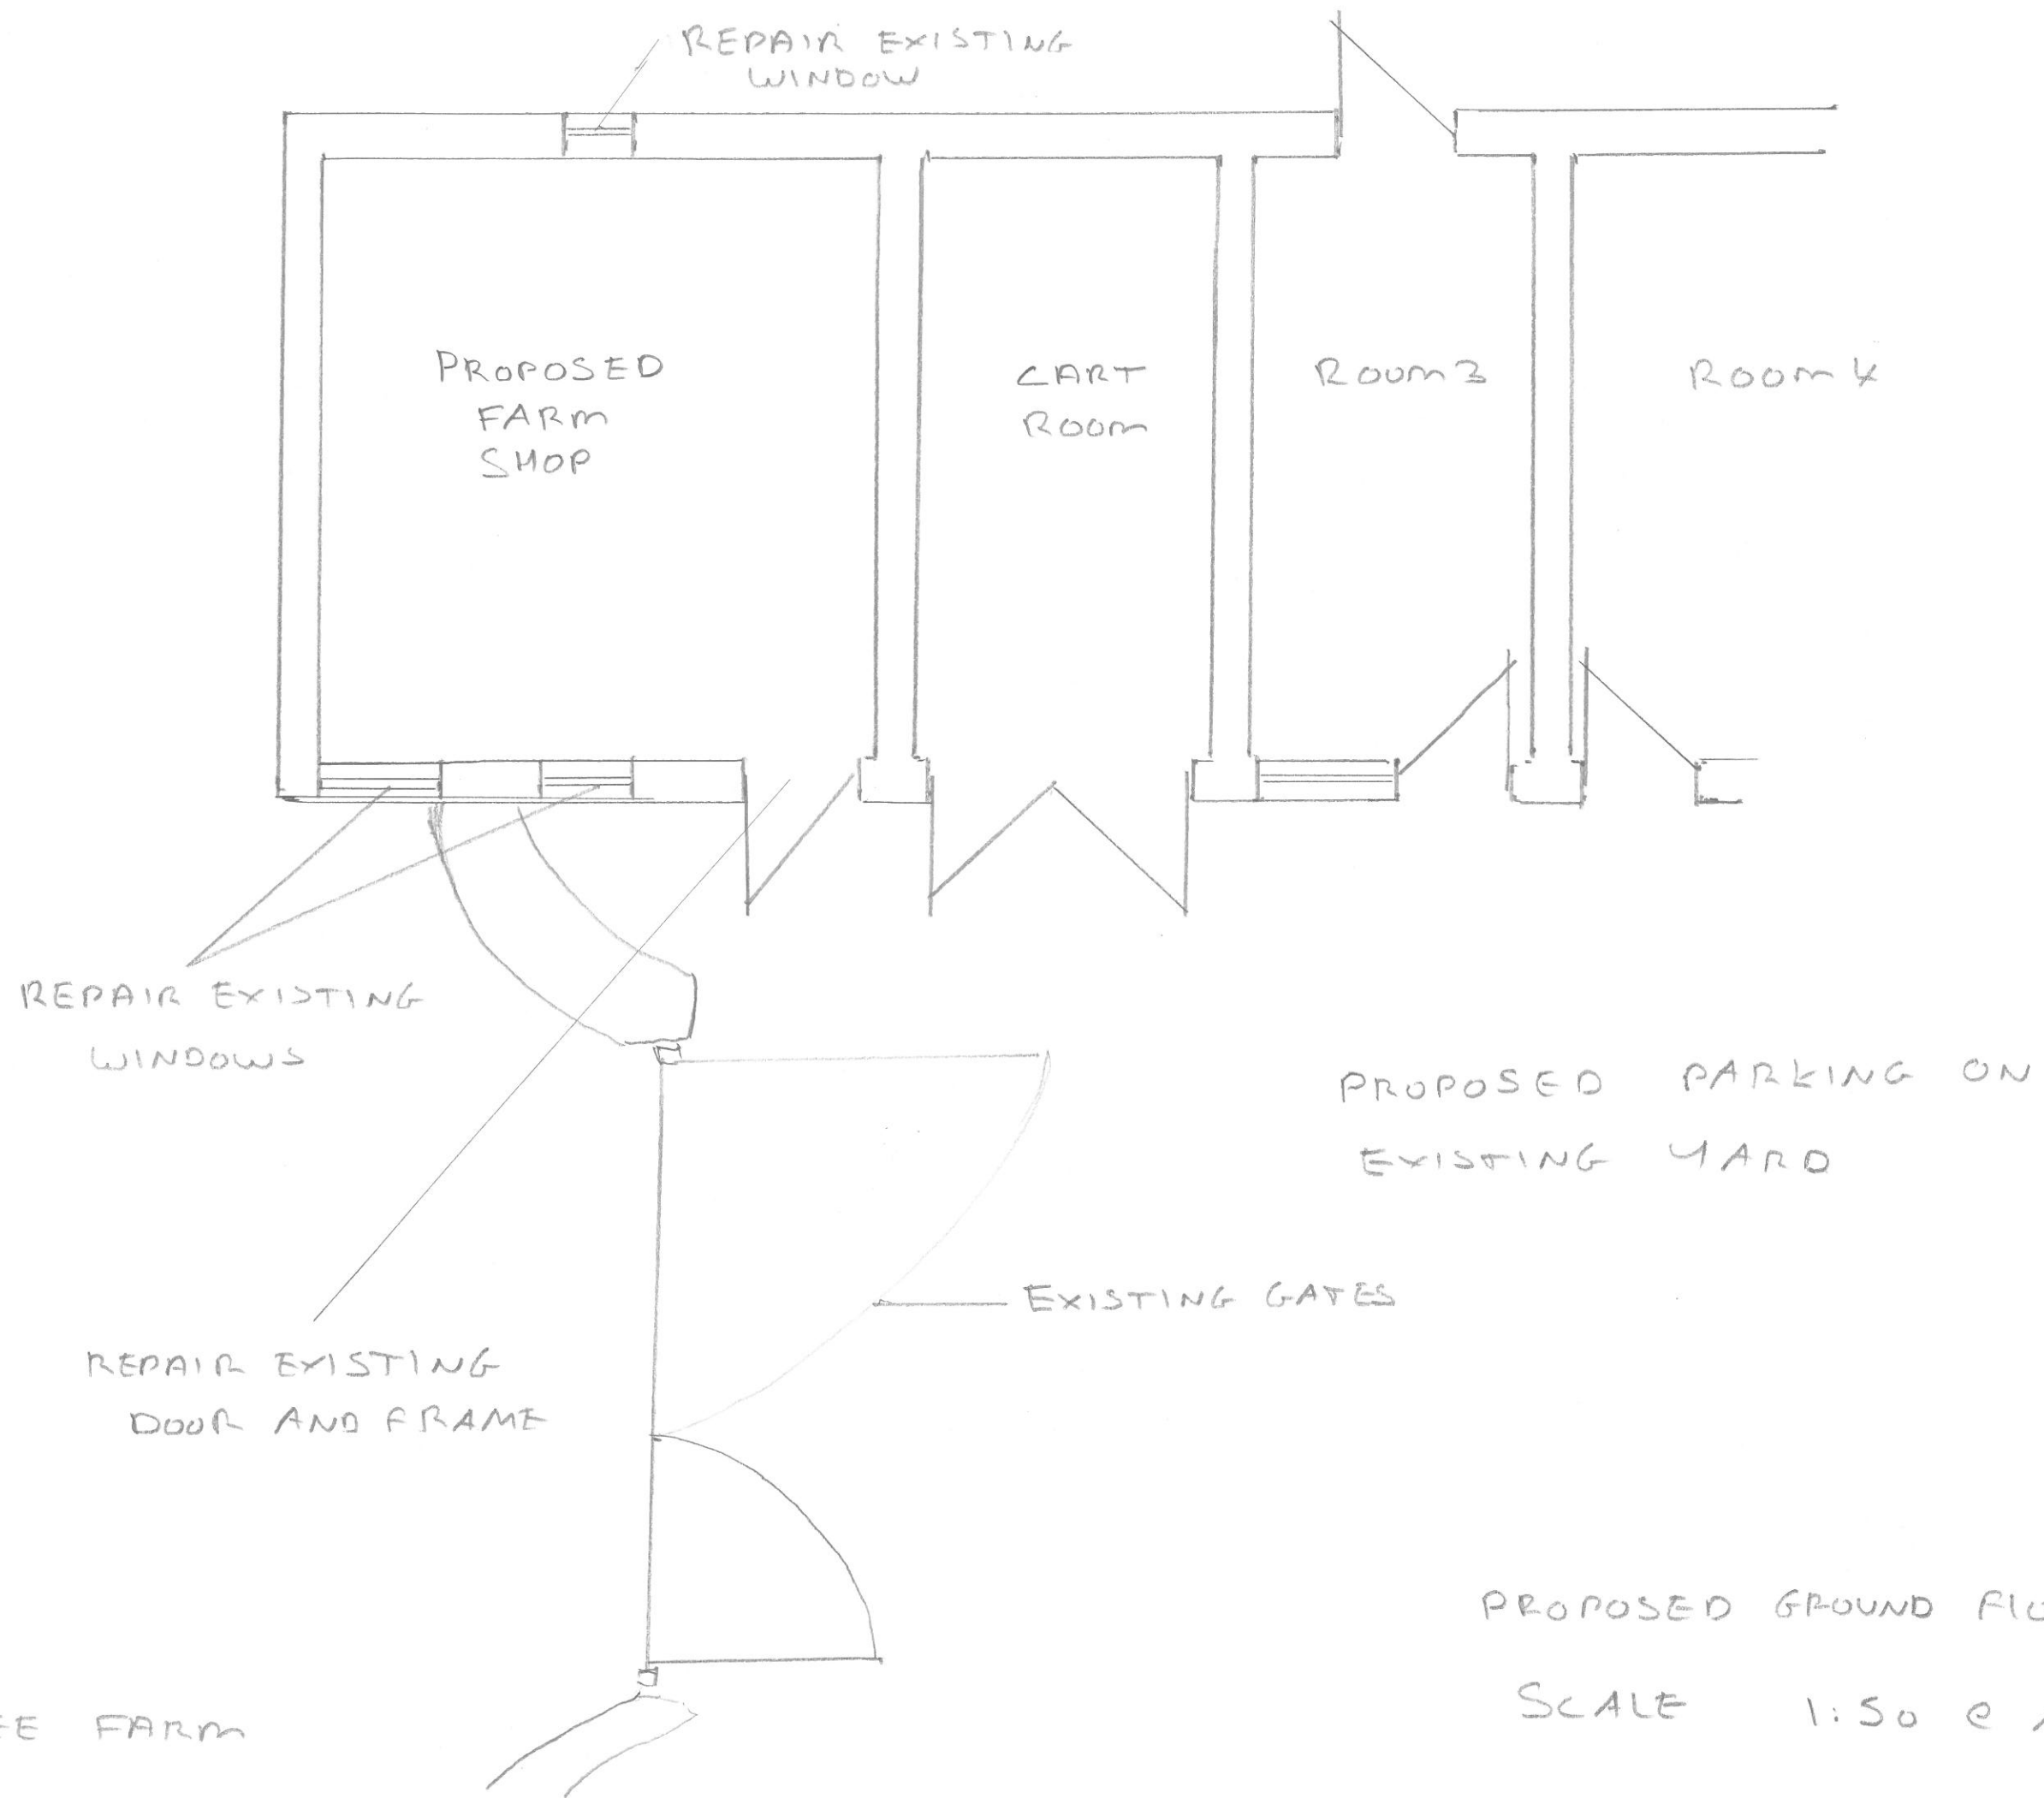 REPAIR EXISTING
WINDOW
PROPOSED
FARM
SHOP
CART
ROOM
ROOM 3
ROOM 4
REPAIR EXISTING
WINDOWS
PROPOSED PARKING ON
EXISTING YARD
EXISTING GATES
REPAIR EXISTING
DOOR AND FRAME
PROPOSED GROUND FLO
SCALE 1:50 @
FARM